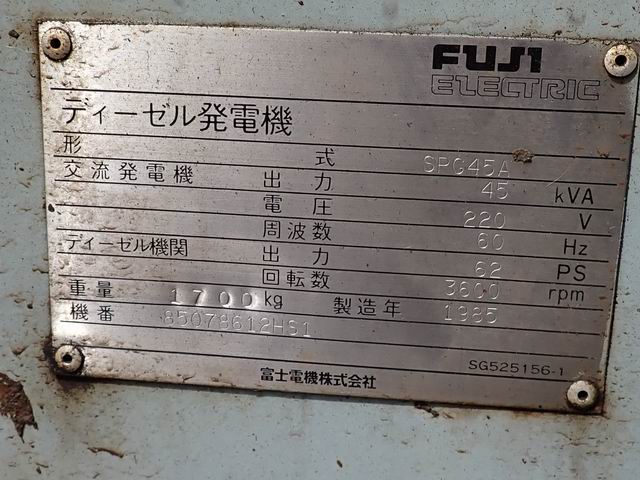 FUJI
ELECTRIC
ディーゼル発電機
形式 SPG45A
交流発電機 出力 45 kVA
電圧 220 V
周波数 60 Hz
ディーゼル機関 出力 62 PS
回転数 3600 rpm
重量 1700 kg 製造年 1985
機番 85078612HS1
SG525156-1
富士電機株式会社